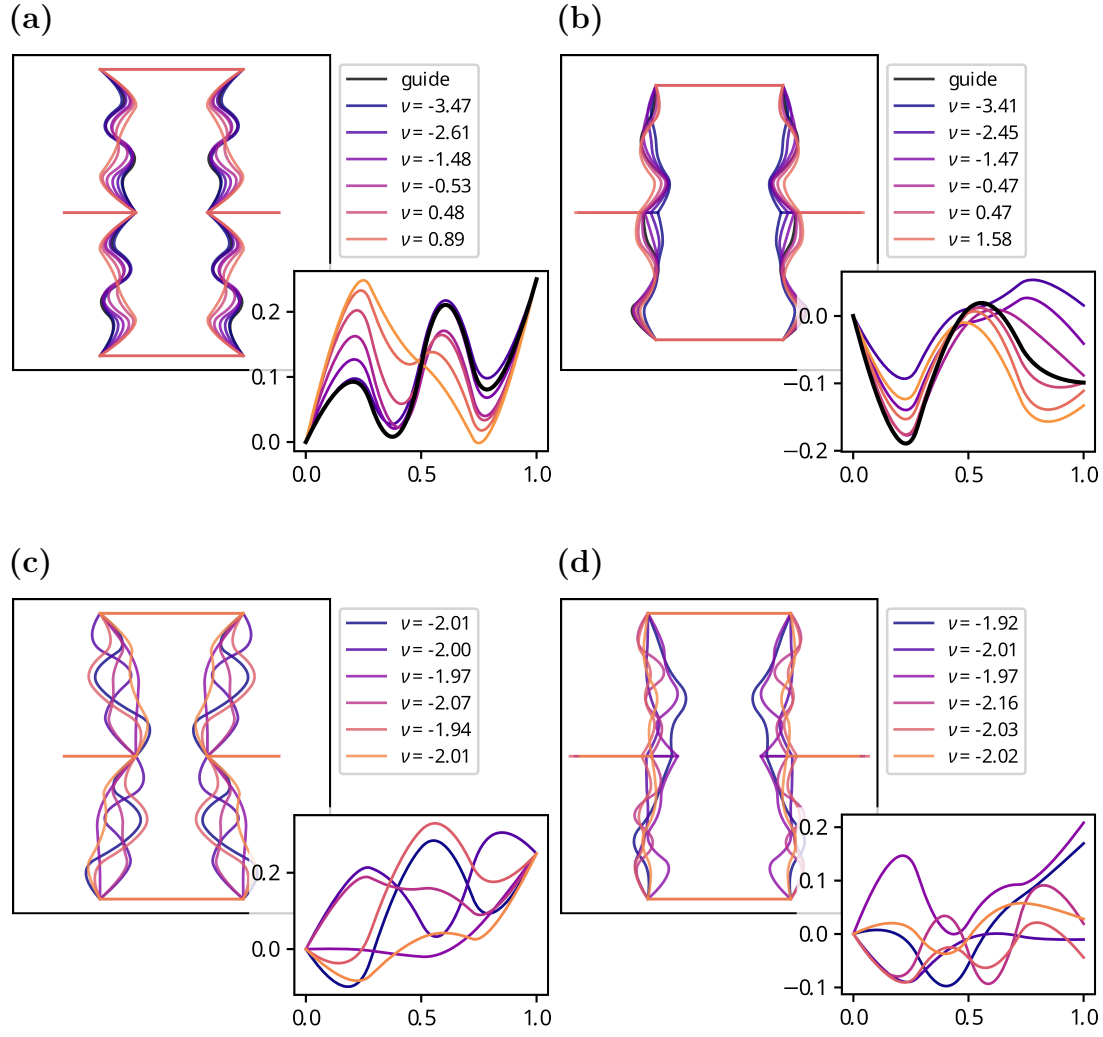 (a)
guide
ν = -3.47
ν = -2.61
ν = -1.48
ν = -0.53
ν = 0.48
ν = 0.89
0.2
0.1
0.0
0.0 0.5 1.0
(b)
guide
ν = -3.41
ν = -2.45
ν = -1.47
ν = -0.47
ν = 0.47
ν = 1.58
0.0
−0.1
−0.2
0.0 0.5 1.0
(c)
ν = -2.01
ν = -2.00
ν = -1.97
ν = -2.07
ν = -1.94
ν = -2.01
0.2
0.0
0.0 0.5 1.0
(d)
ν = -1.92
ν = -2.01
ν = -1.97
ν = -2.16
ν = -2.03
ν = -2.02
0.2
0.1
0.0
−0.1
0.0 0.5 1.0